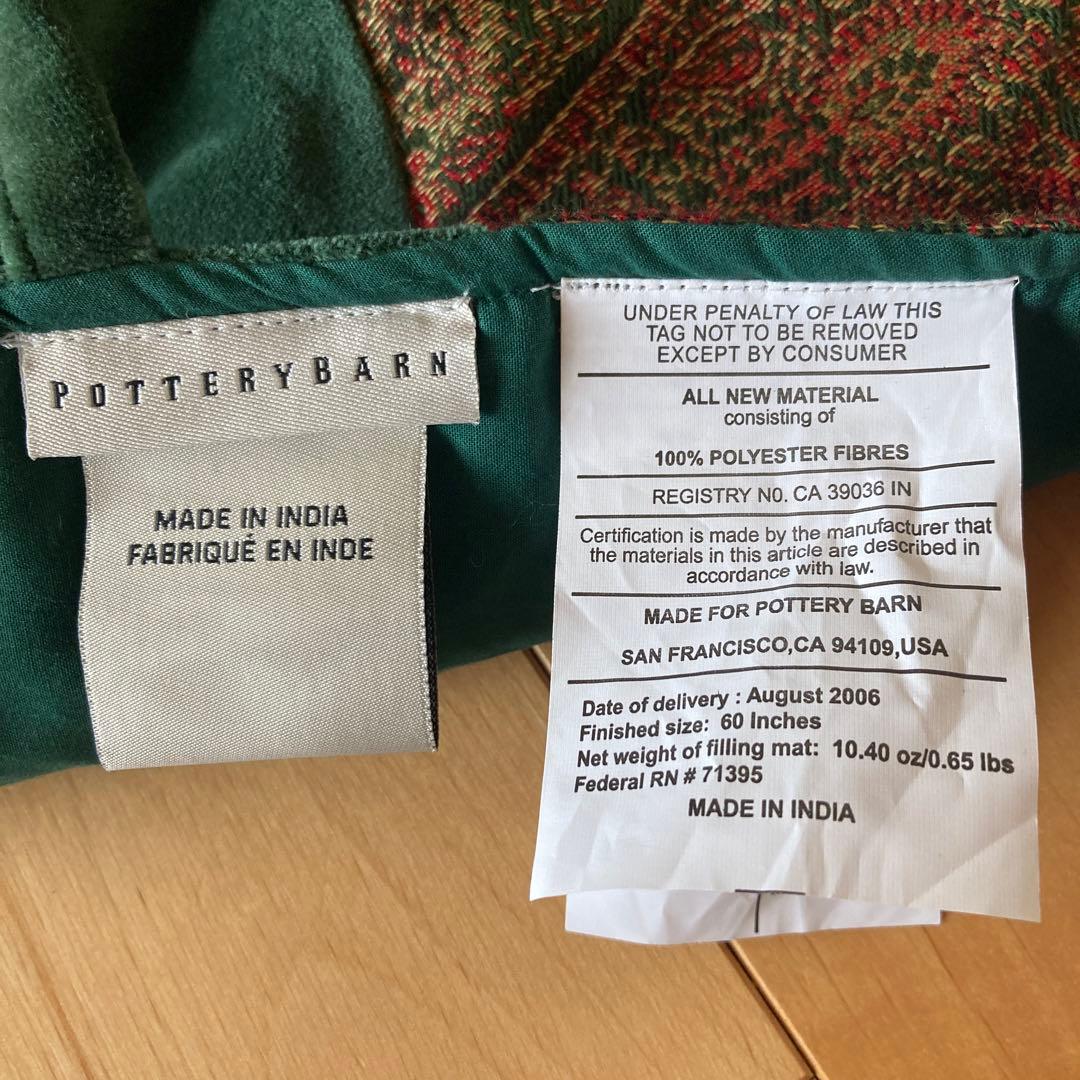 POTTERYBARN
MADE IN INDIA
FABRIQUÉ EN INDE
UNDER PENALTY OF LAW THIS
TAG NOT TO BE REMOVED
EXCEPT BY CONSUMER
ALL NEW MATERIAL
consisting of
100% POLYESTER FIBRES
REGISTRY N0. CA 39036 IN
Certification is made by the manufacturer that
the materials in this article are described in
accordance with law.
MADE FOR POTTERY BARN
SAN FRANCISCO,CA 94109,USA
Date of delivery : August 2006
Finished size: 60 Inches
Net weight of filling mat: 10.40 oz/0.65 lbs
Federal RN # 71395
MADE IN INDIA